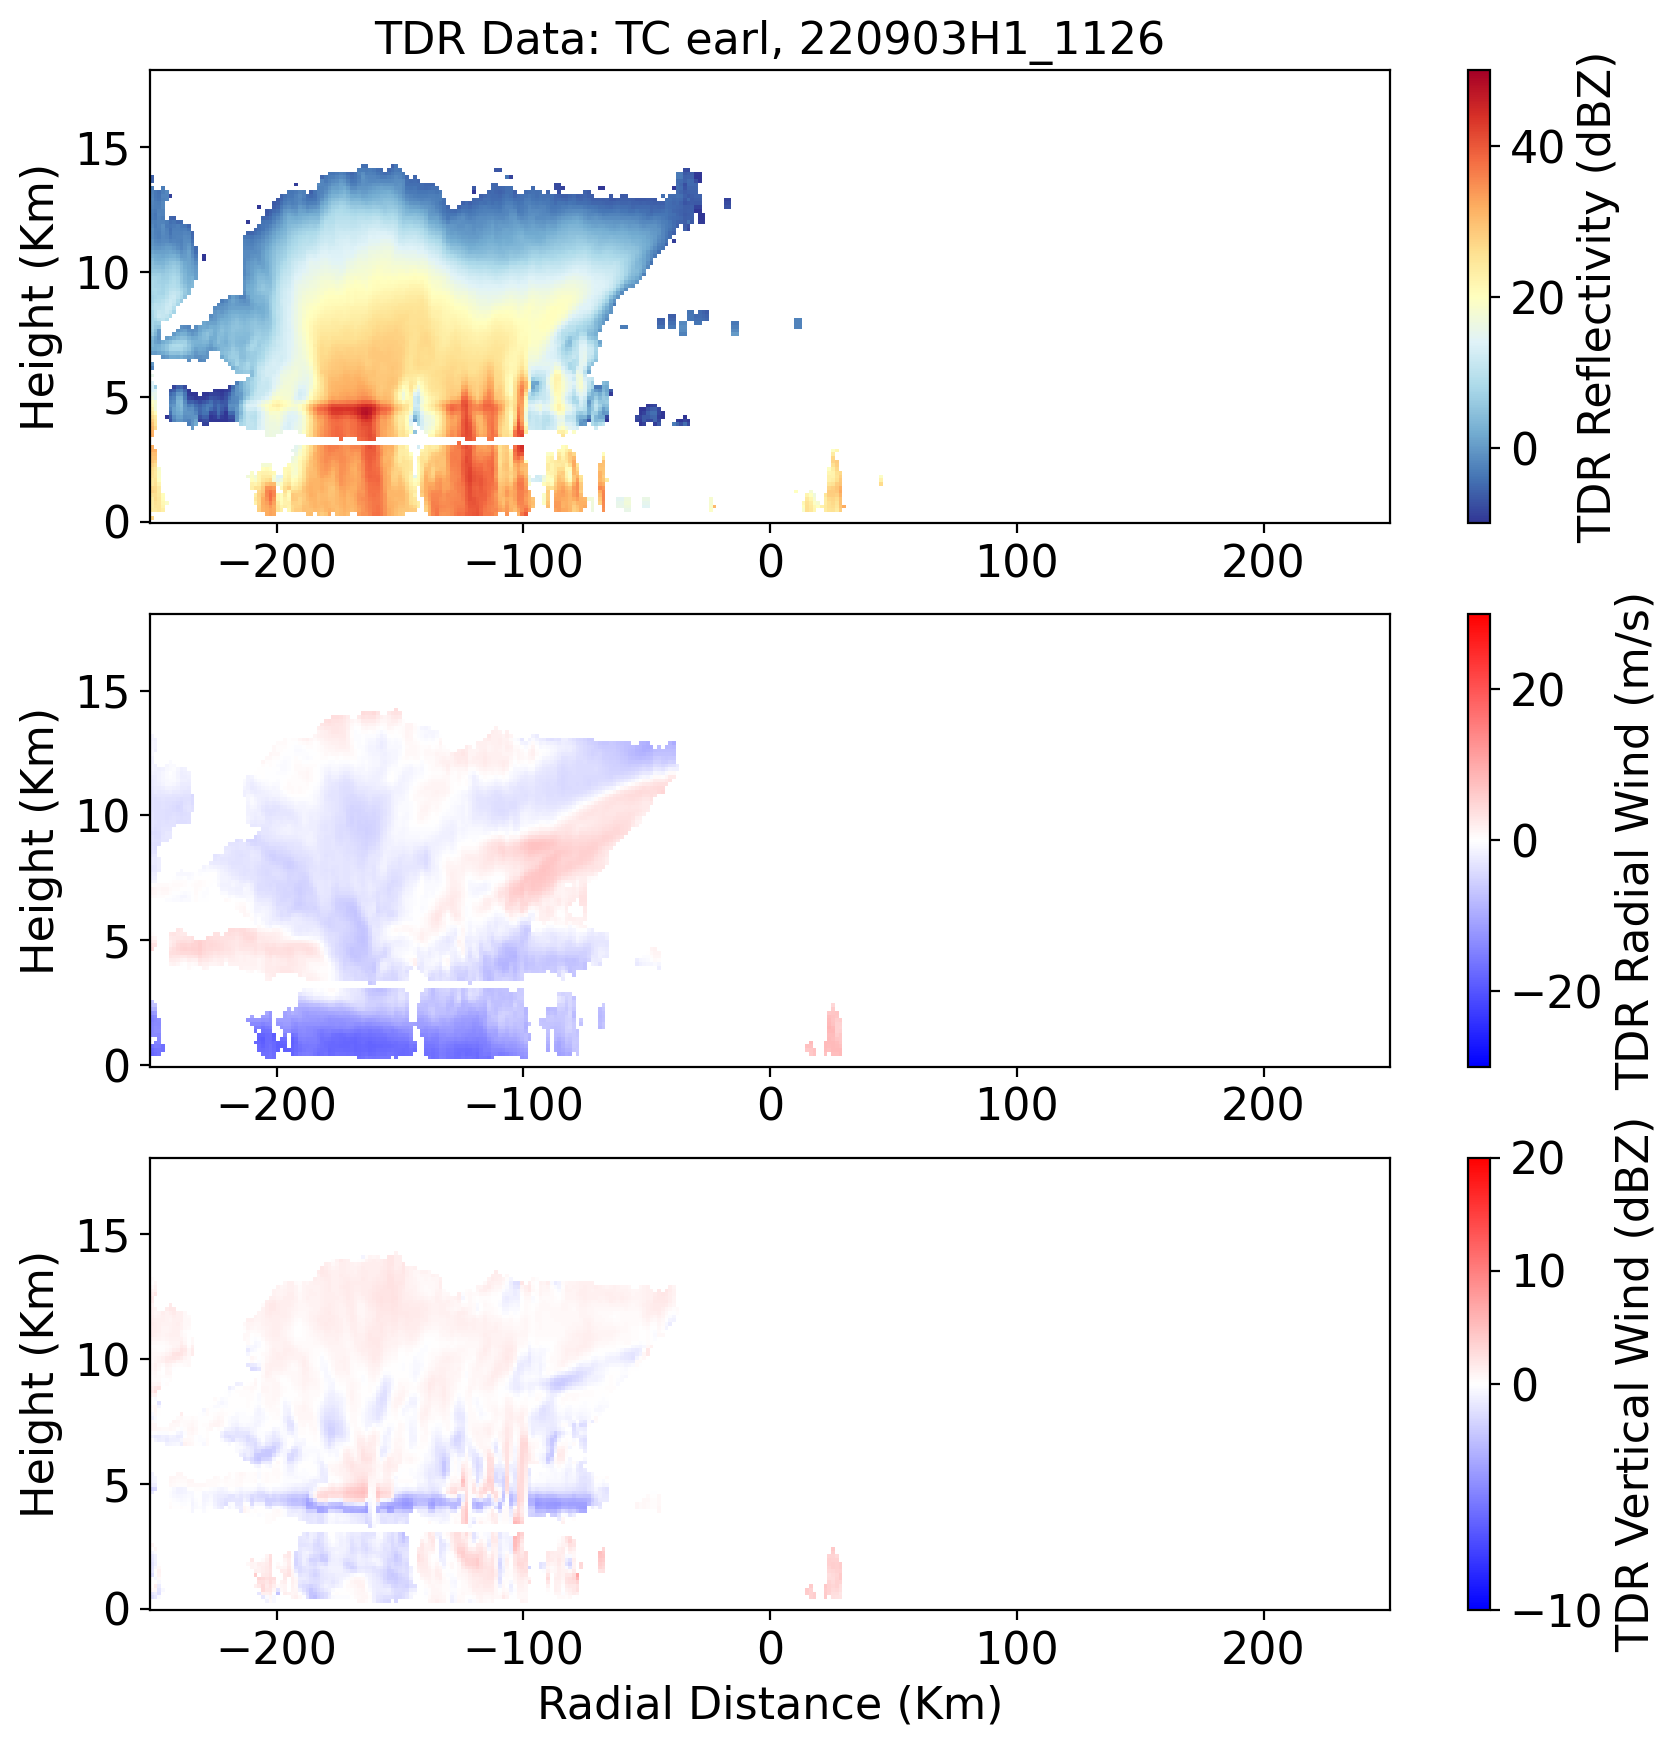 TDR Data: TC earl, 220903H1_1126
15
10
5
0
Height (Km)
−200 −100 0 100 200
40
20
0
TDR Reflectivity (dBZ)
15
10
5
0
Height (Km)
−200 −100 0 100 200
20
0
−20
TDR Radial Wind (m/s)
15
10
5
0
Height (Km)
−200 −100 0 100 200
Radial Distance (Km)
20
10
0
−10
TDR Vertical Wind (dBZ)